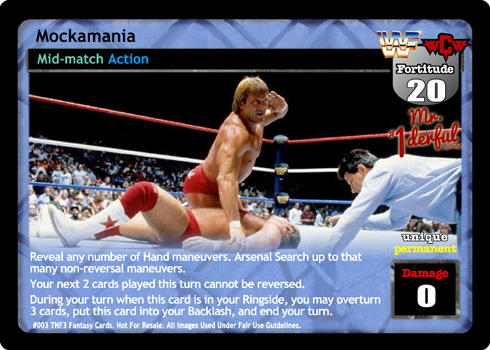 Mockamania
WWF WCW
Mid-match Action
Fortitude
20
Mr.
#1derful
unique
permanent
Reveal any number of Hand maneuvers. Arsenal Search up to that
many non-reversal maneuvers.
Your next 2 cards played this turn cannot be reversed.
During your turn when this card is in your Ringside, you may overturn
3 cards, put this card into your Backlash, and end your turn.
Damage
0
#003 TNF3 Fantasy Cards. Not For Resale. All Images Used Under Fair Use Guidelines.